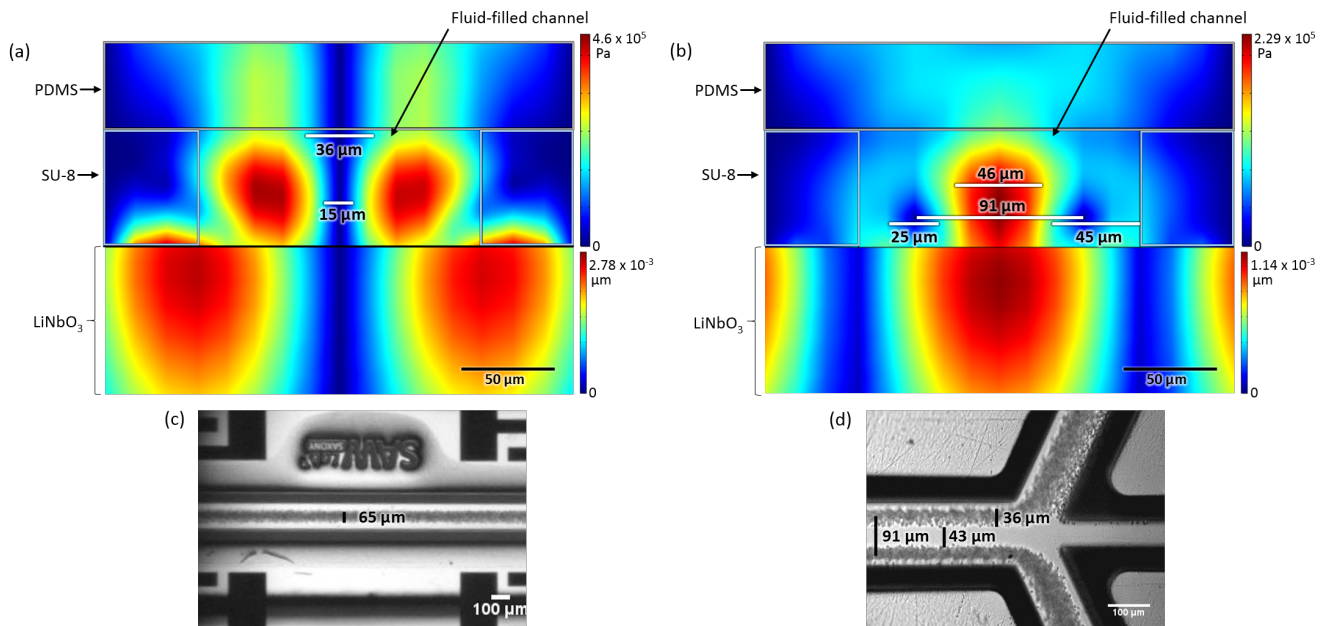 Fluid-filled channel
(a)
4.6 x 10⁵
Pa
PDMS
36 µm
SU-8
15 µm
0
2.78 x 10⁻³
µm
LiNbO₃
50 µm
0
Fluid-filled channel
(b)
2.29 x 10⁵
Pa
PDMS
46 µm
SU-8
91 µm
25 µm
45 µm
0
1.14 x 10⁻³
µm
LiNbO₃
50 µm
0
(c)
SAW
SAXONY
65 µm
100 µm
(d)
36 µm
91 µm
43 µm
100 µm